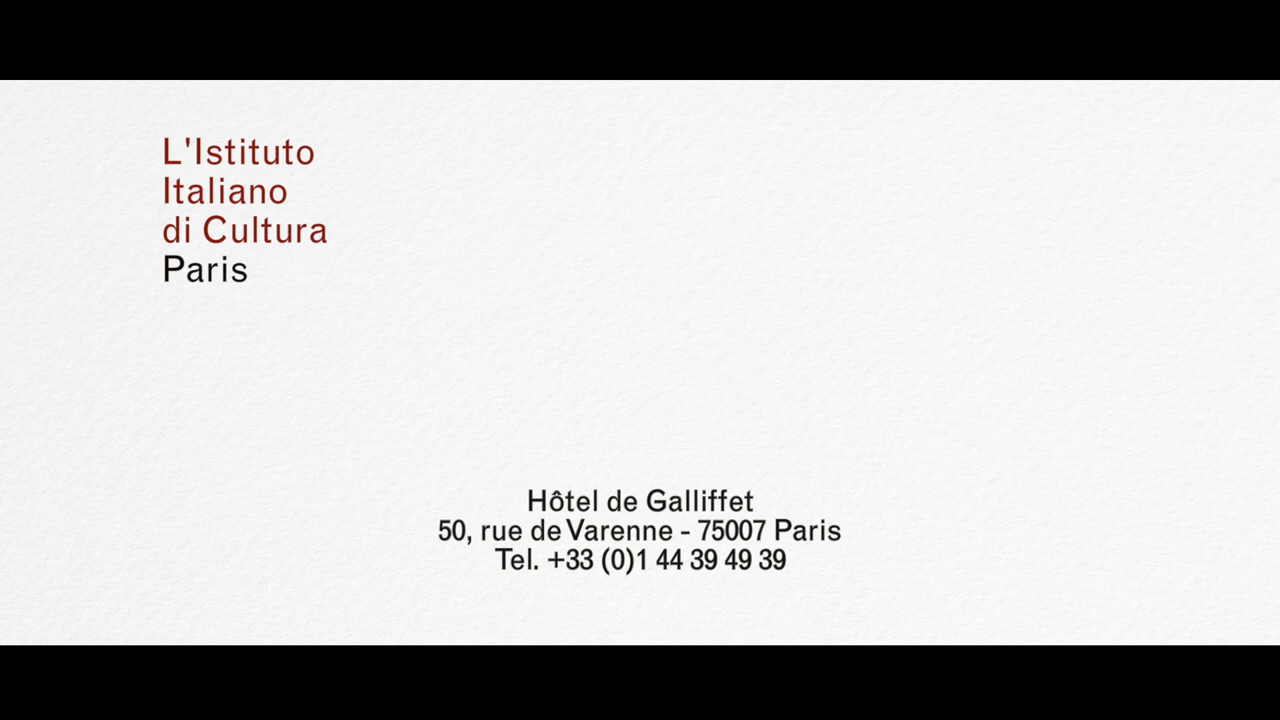 L'Istituto
Italiano
di Cultura
Paris
Hôtel de Galliffet
50, rue de Varenne - 75007 Paris
Tel. +33 (0)1 44 39 49 39